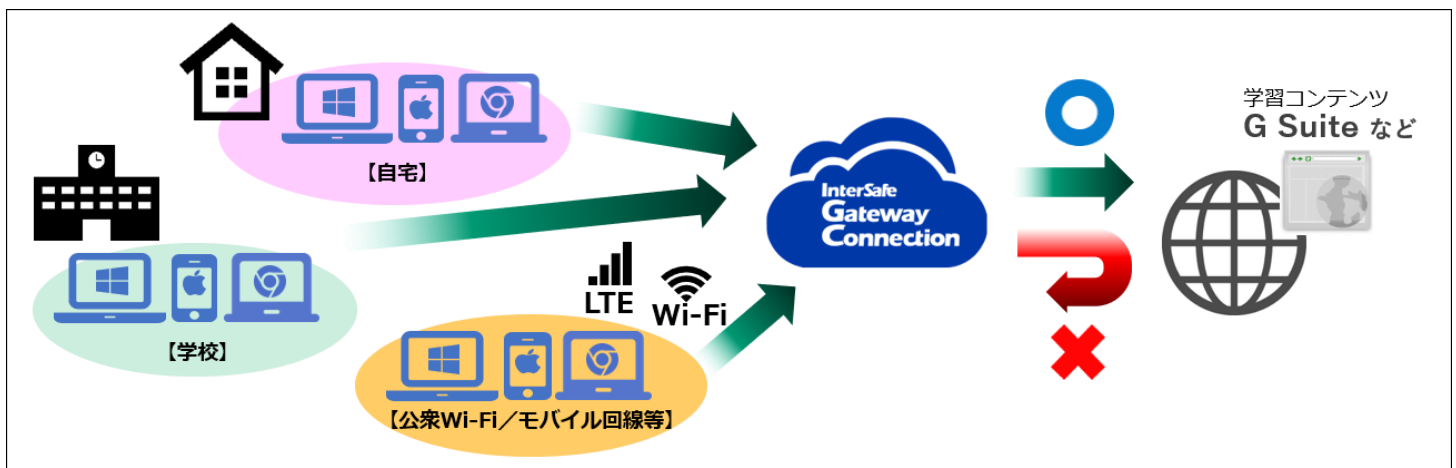 【自宅】
【学校】
LTE
Wi-Fi
【公衆Wi-Fi／モバイル回線等】
InterSafe
Gateway
Connection
学習コンテンツ
G Suite など